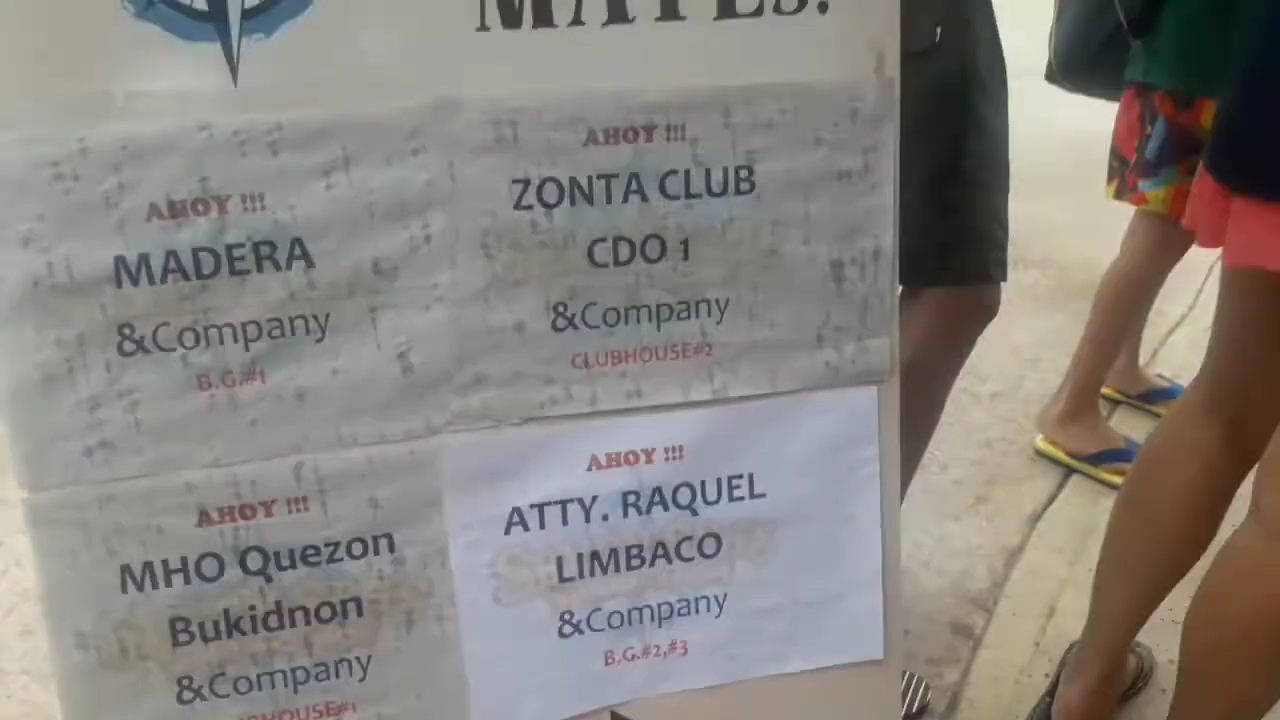 MATES!
AHOY !!!
MADERA
&Company
B.G.#1
AHOY !!!
ZONTA CLUB
CDO 1
&Company
CLUBHOUSE#2
AHOY !!!
MHO Quezon
Bukidnon
&Company
AHOY !!!
ATTY. RAQUEL
LIMBACO
&Company
B.G.#2,#3